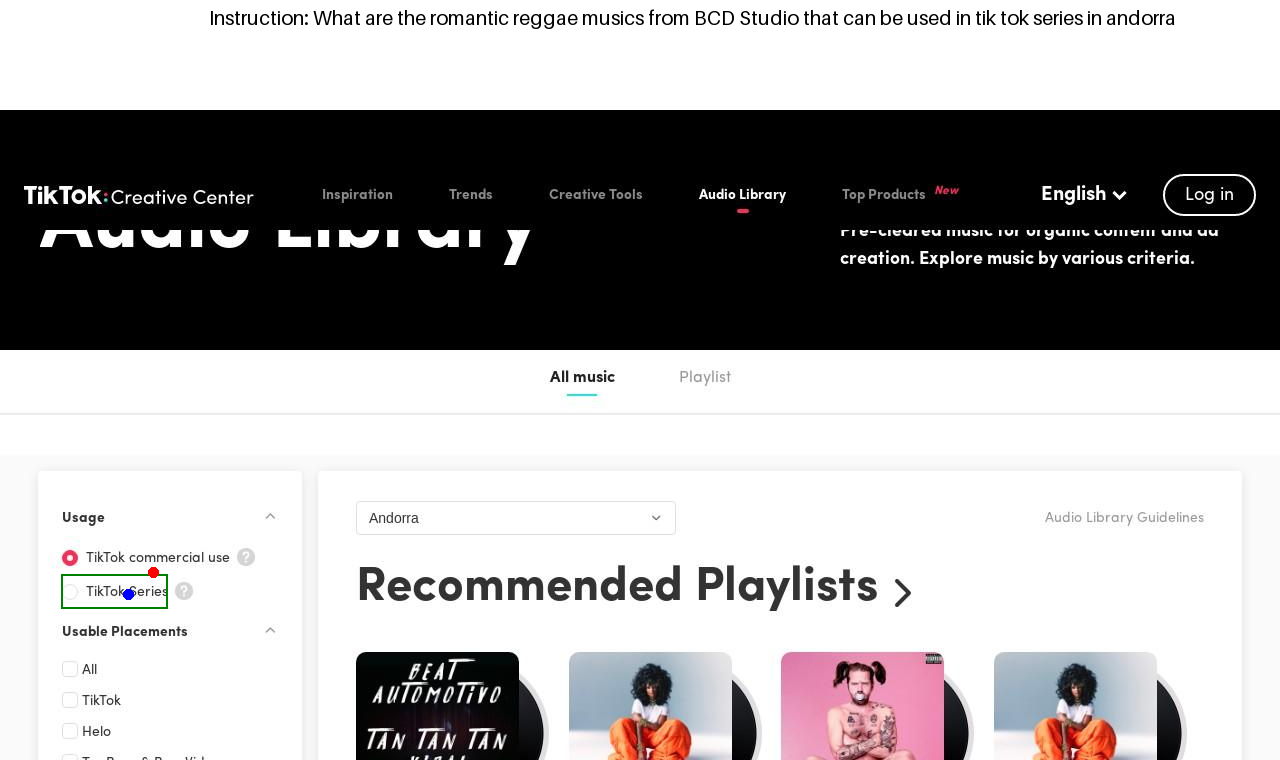 Instruction: What are the romantic reggae musics from BCD Studio that can be used in tik tok series in andorra
TikTok: Creative Center
Inspiration
Trends
Creative Tools
Audio Library
Top Products
New
English
Log in
Audio Library
Pre-cleared music for organic content and ad
creation. Explore music by various criteria.
All music
Playlist
Usage
TikTok commercial use ?
TikTok Series ?
Usable Placements
All
TikTok
Helo
Andorra
Audio Library Guidelines
Recommended Playlists
BEAT
AUTOMOTIVO
TAN TAN TAN